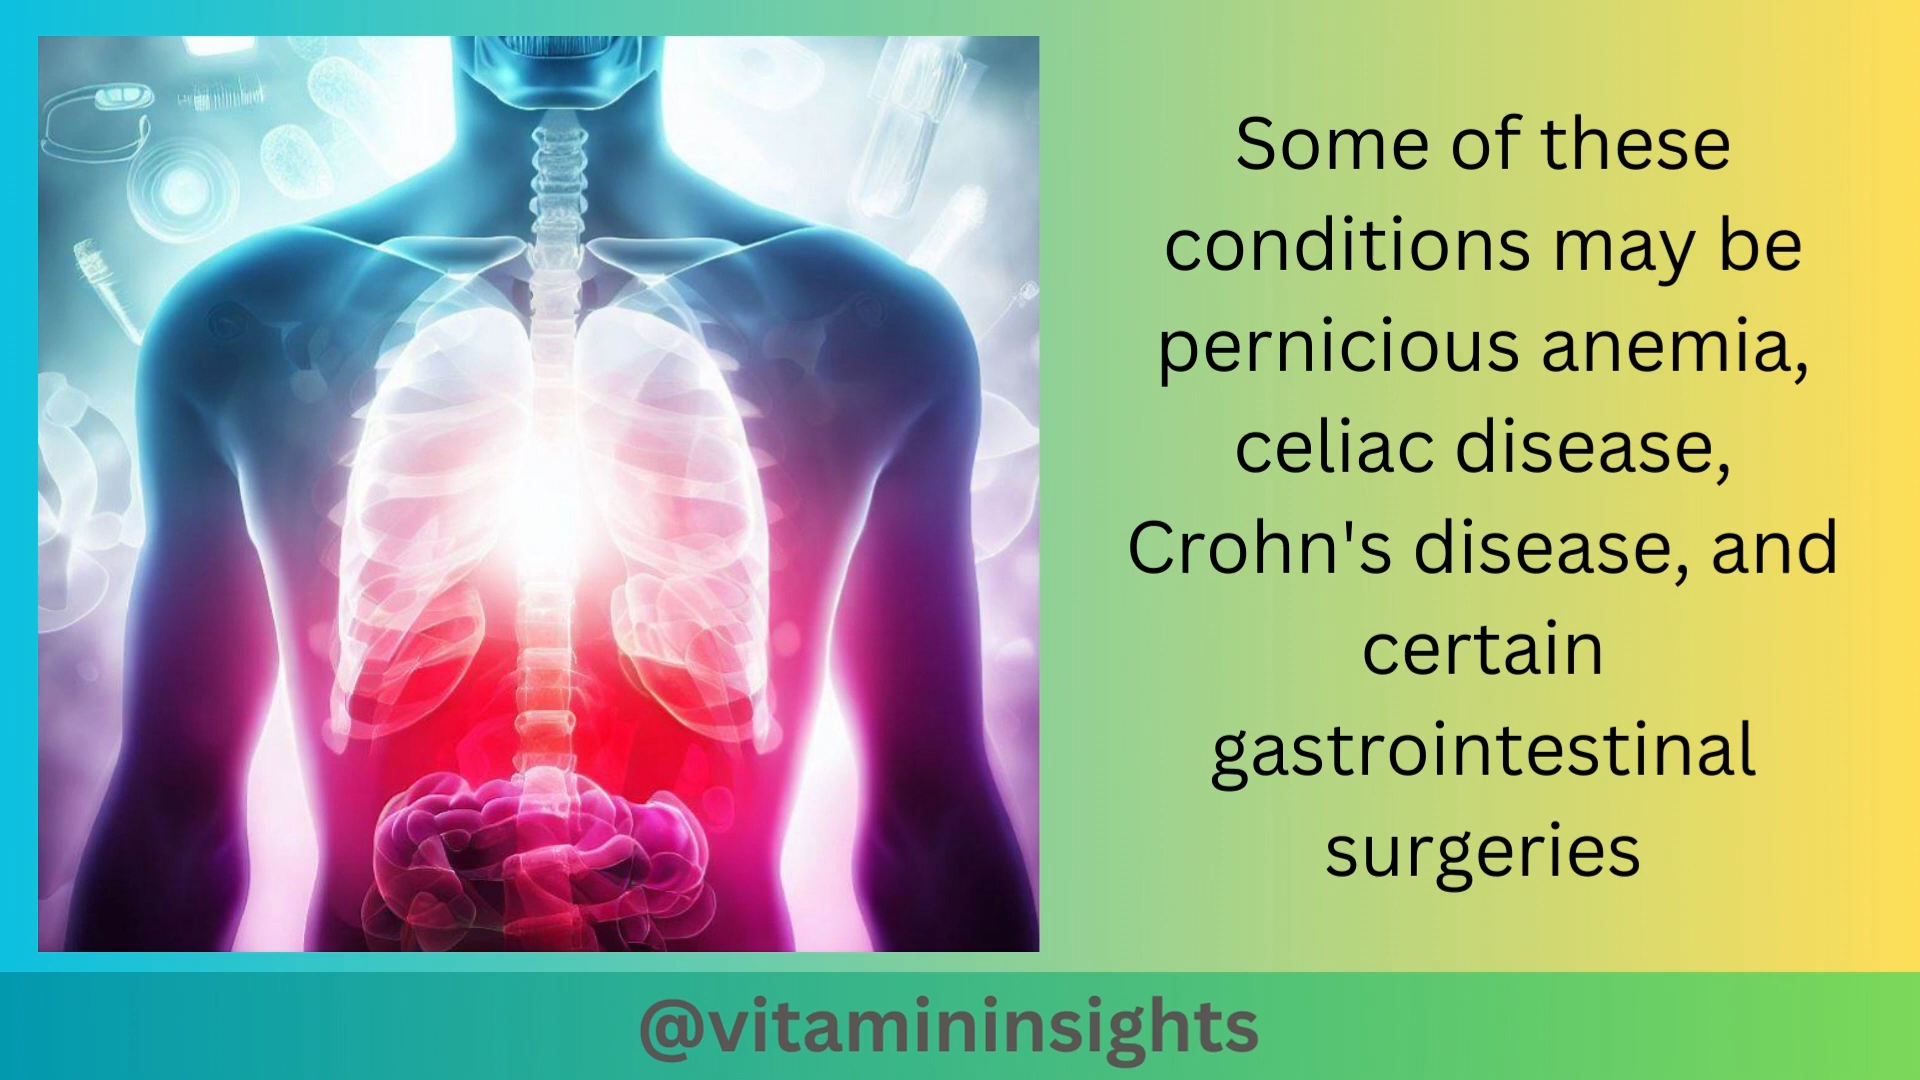 Some of these
conditions may be
pernicious anemia,
celiac disease,
Crohn's disease, and
certain
gastrointestinal
surgeries
@vitamininsights